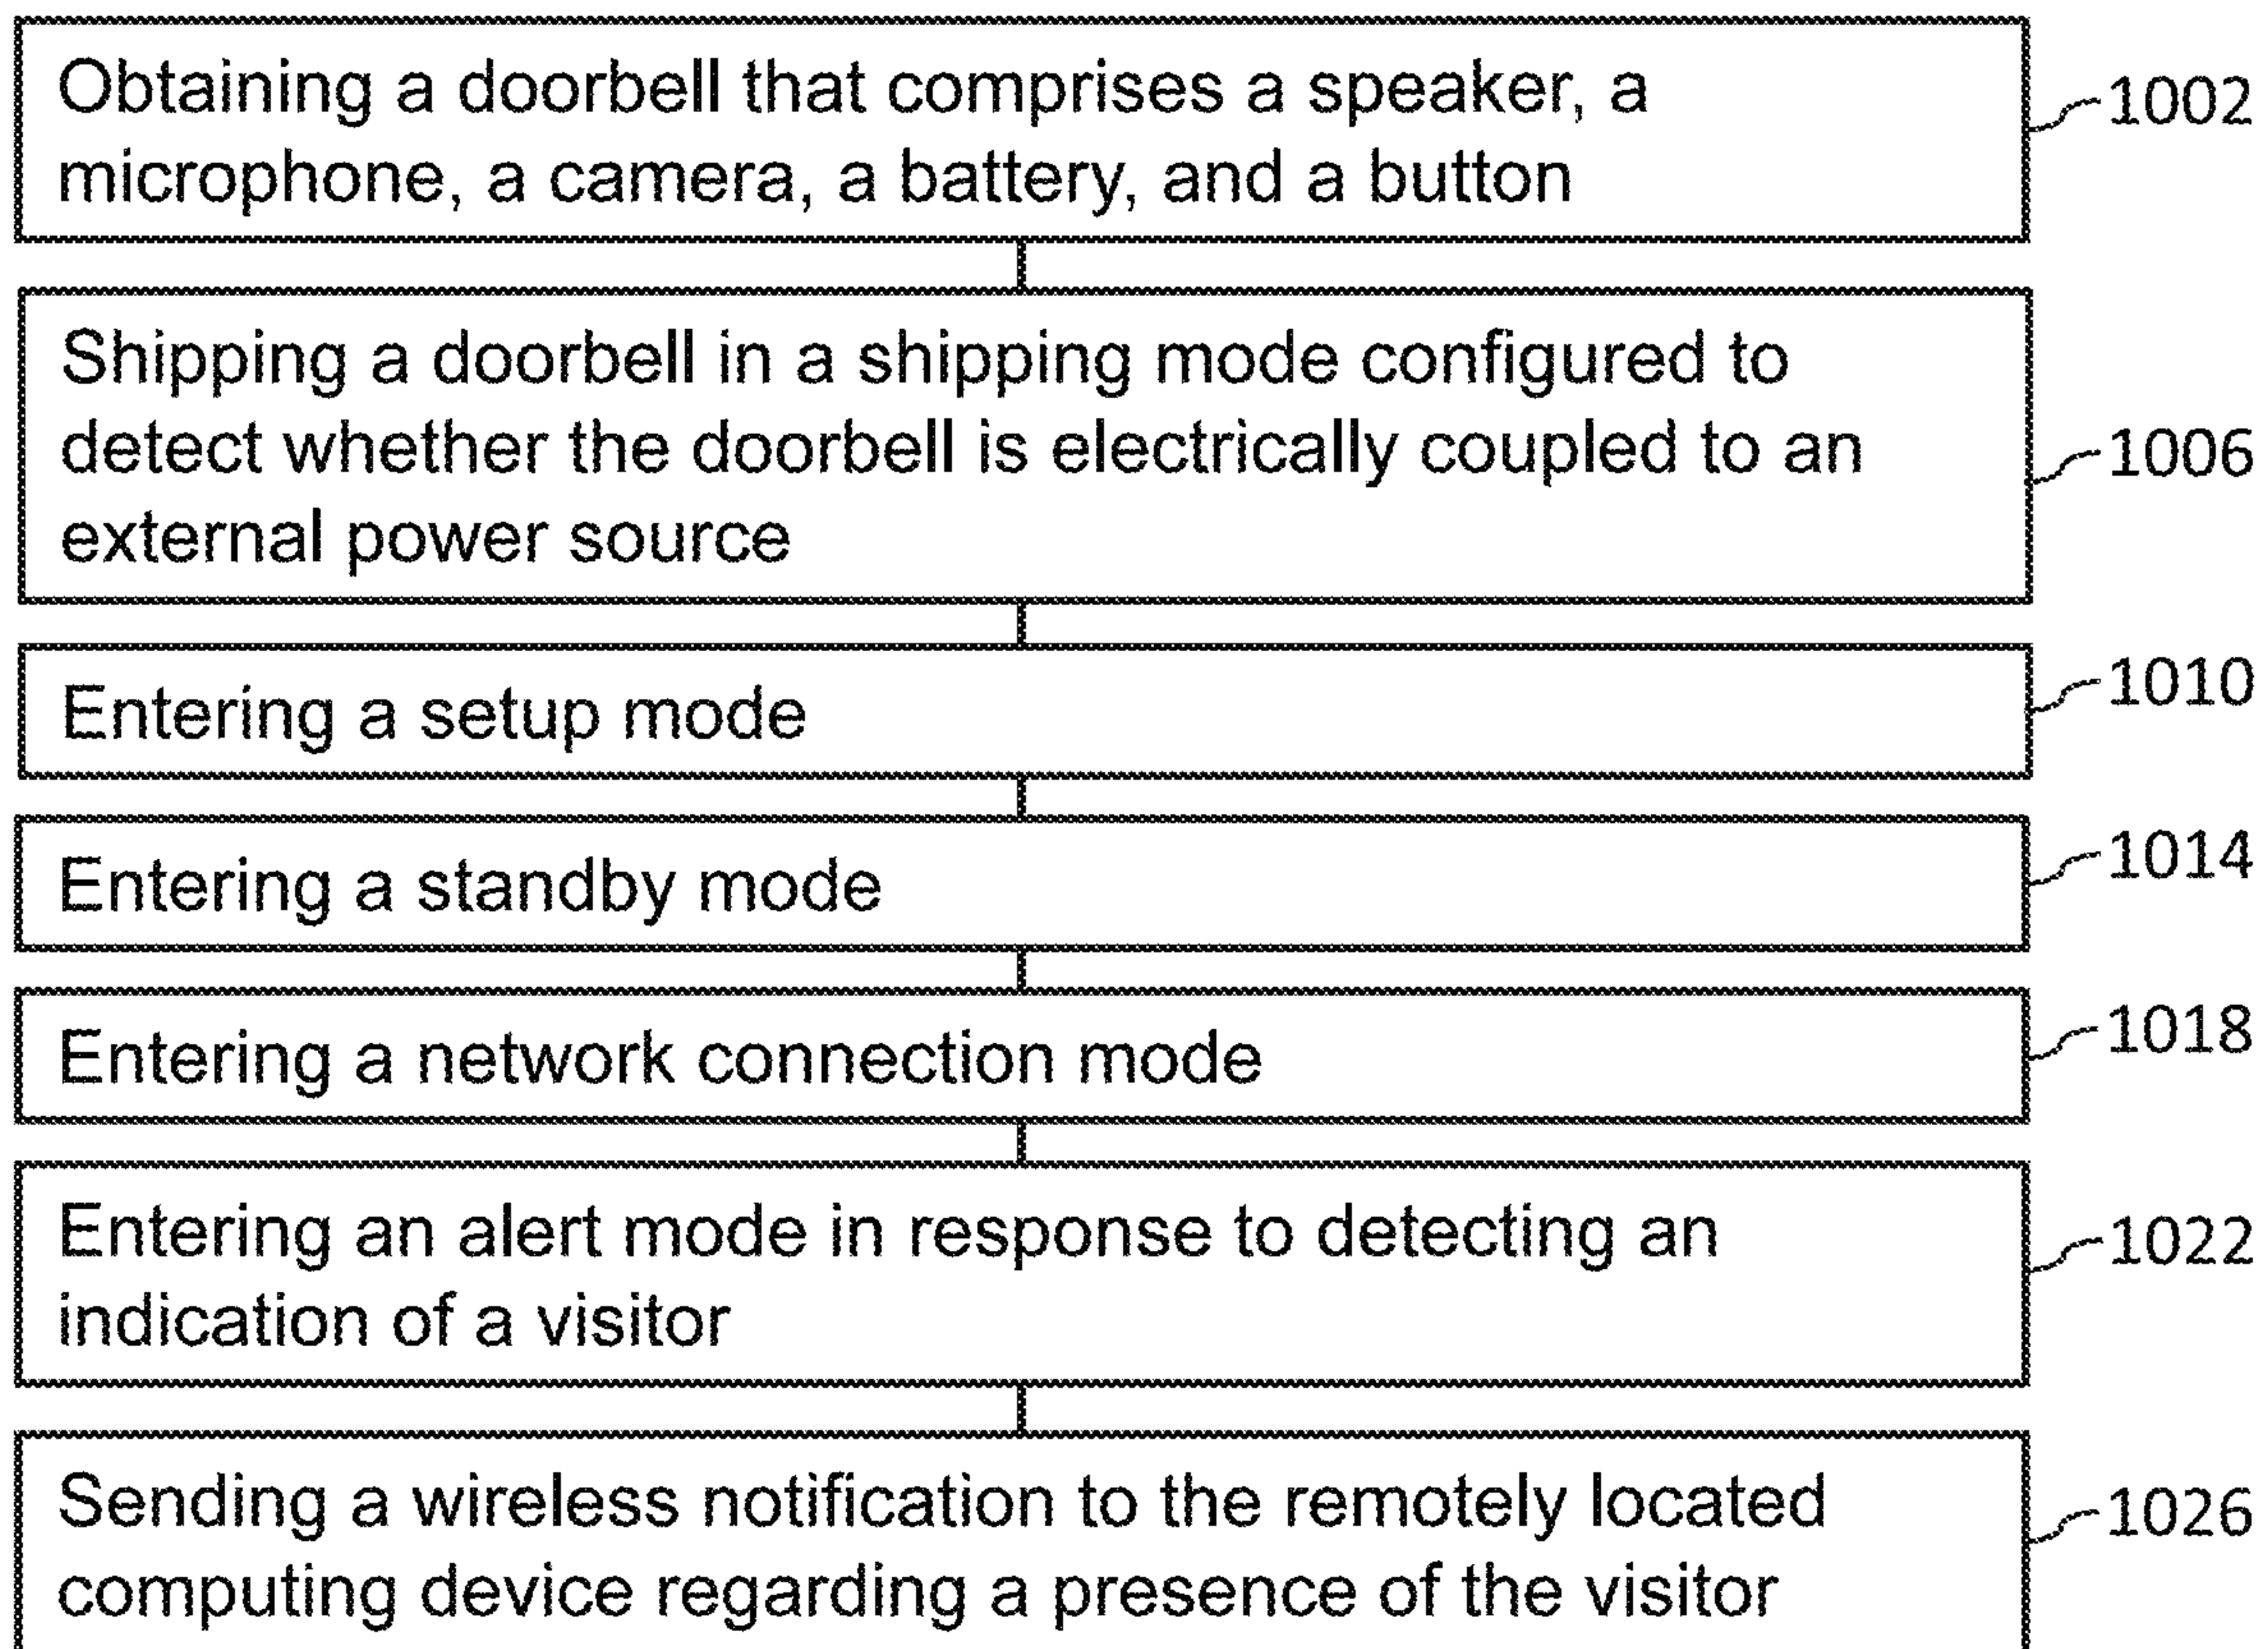 Obtaining a doorbell that comprises a speaker, a
microphone, a camera, a battery, and a button
1002
Shipping a doorbell in a shipping mode configured to
detect whether the doorbell is electrically coupled to an
external power source
1006
Entering a setup mode
1010
Entering a standby mode
1014
Entering a network connection mode
1018
Entering an alert mode in response to detecting an
indication of a visitor
1022
Sending a wireless notification to the remotely located
computing device regarding a presence of the visitor
1026